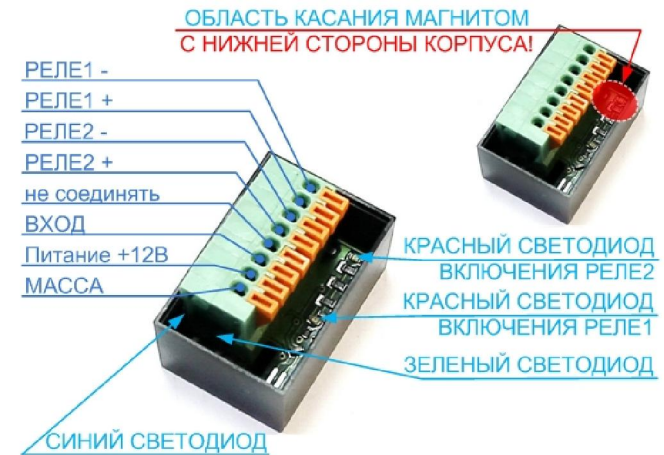 ОБЛАСТЬ КАСАНИЯ МАГНИТОМ
С НИЖНЕЙ СТОРОНЫ КОРПУСА!
РЕЛЕ1 -
РЕЛЕ1 +
РЕЛЕ2 -
РЕЛЕ2 +
не соединять
ВХОД
Питание +12В
МАССА
КРАСНЫЙ СВЕТОДИОД
ВКЛЮЧЕНИЯ РЕЛЕ2
КРАСНЫЙ СВЕТОДИОД
ВКЛЮЧЕНИЯ РЕЛЕ1
ЗЕЛЕНЫЙ СВЕТОДИОД
СИНИЙ СВЕТОДИОД